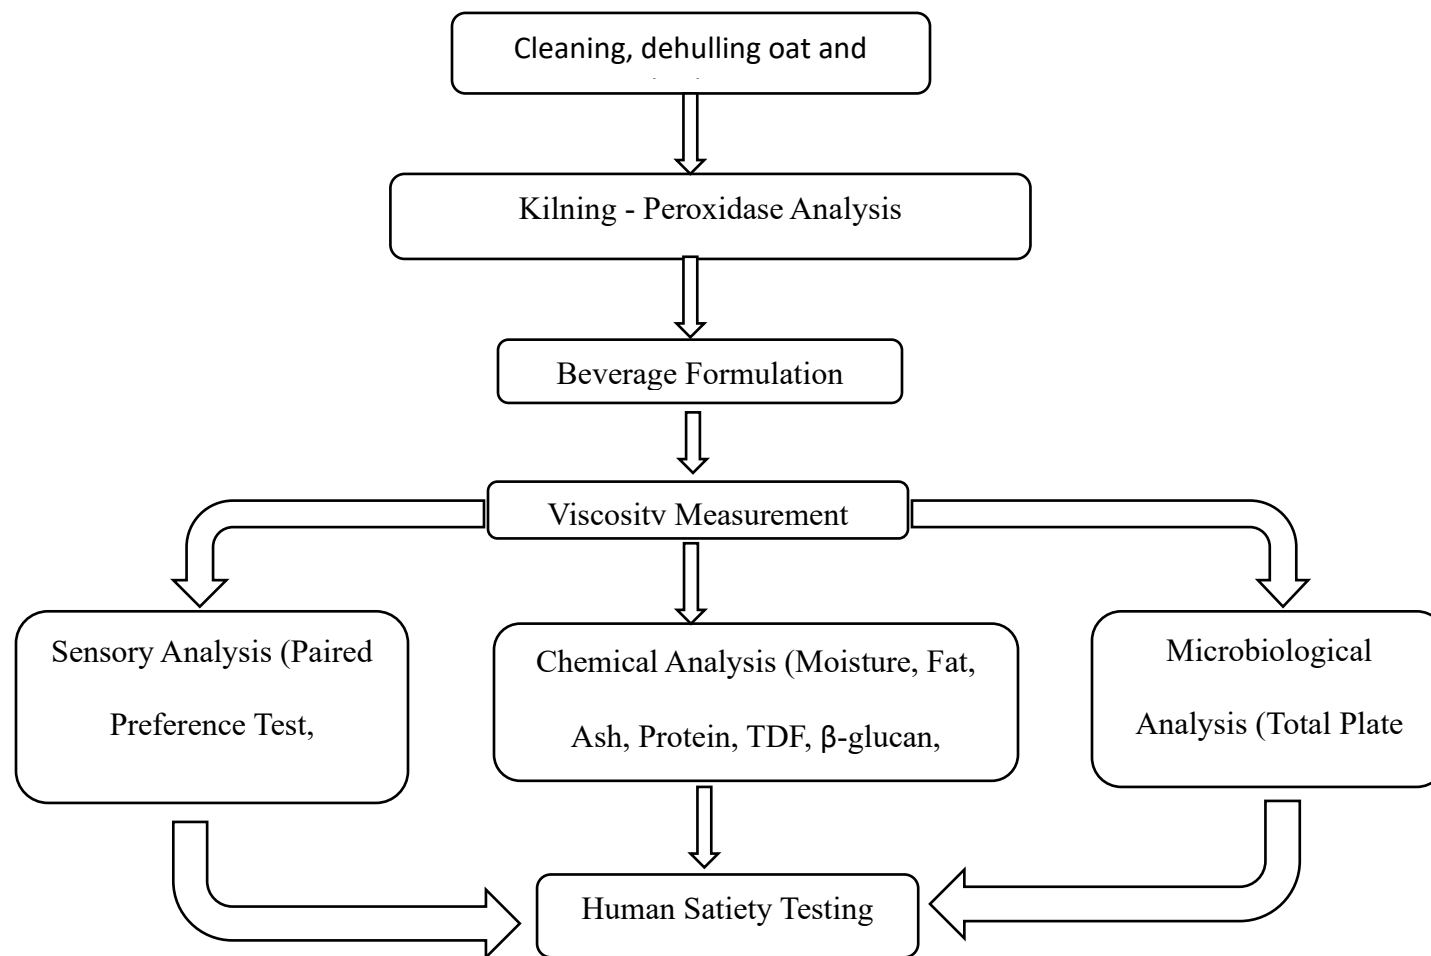 Cleaning, dehulling oat and
Kilning - Peroxidase Analysis
Beverage Formulation
Viscosity Measurement
Sensory Analysis (Paired
Preference Test,
Chemical Analysis (Moisture, Fat,
Ash, Protein, TDF, β-glucan,
Microbiological
Analysis (Total Plate
Human Satiety Testing